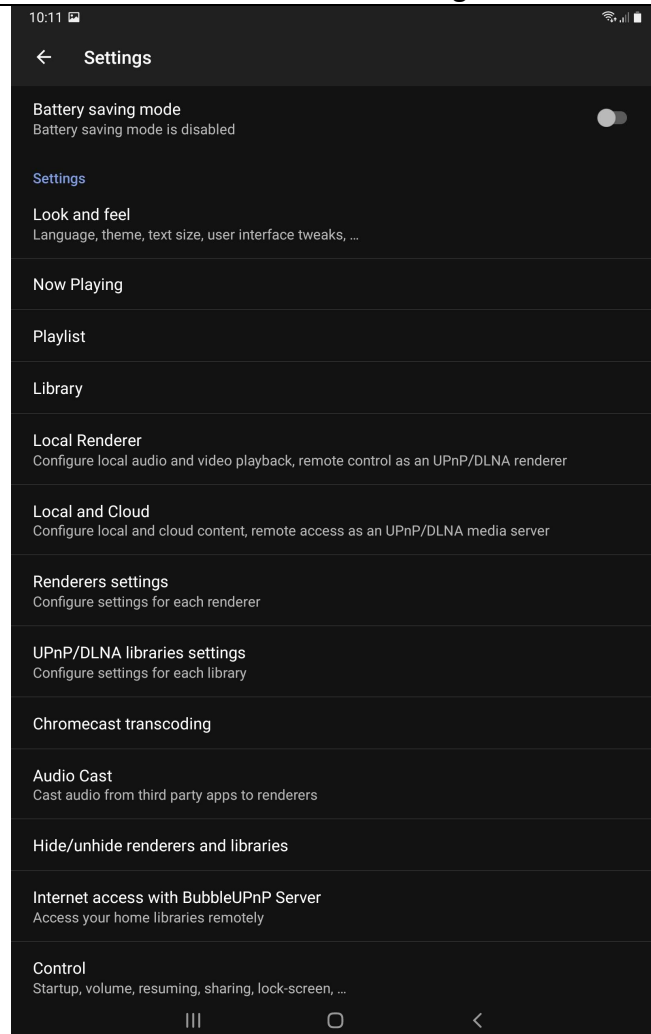 10:11
Settings
Battery saving mode
Battery saving mode is disabled
Settings
Look and feel
Language, theme, text size, user interface tweaks, …
Now Playing
Playlist
Library
Local Renderer
Configure local audio and video playback, remote control as an UPnP/DLNA renderer
Local and Cloud
Configure local and cloud content, remote access as an UPnP/DLNA media server
Renderers settings
Configure settings for each renderer
UPnP/DLNA libraries settings
Configure settings for each library
Chromecast transcoding
Audio Cast
Cast audio from third party apps to renderers
Hide/unhide renderers and libraries
Internet access with BubbleUPnP Server
Access your home libraries remotely
Control
Startup, volume, resuming, sharing, lock-screen, …